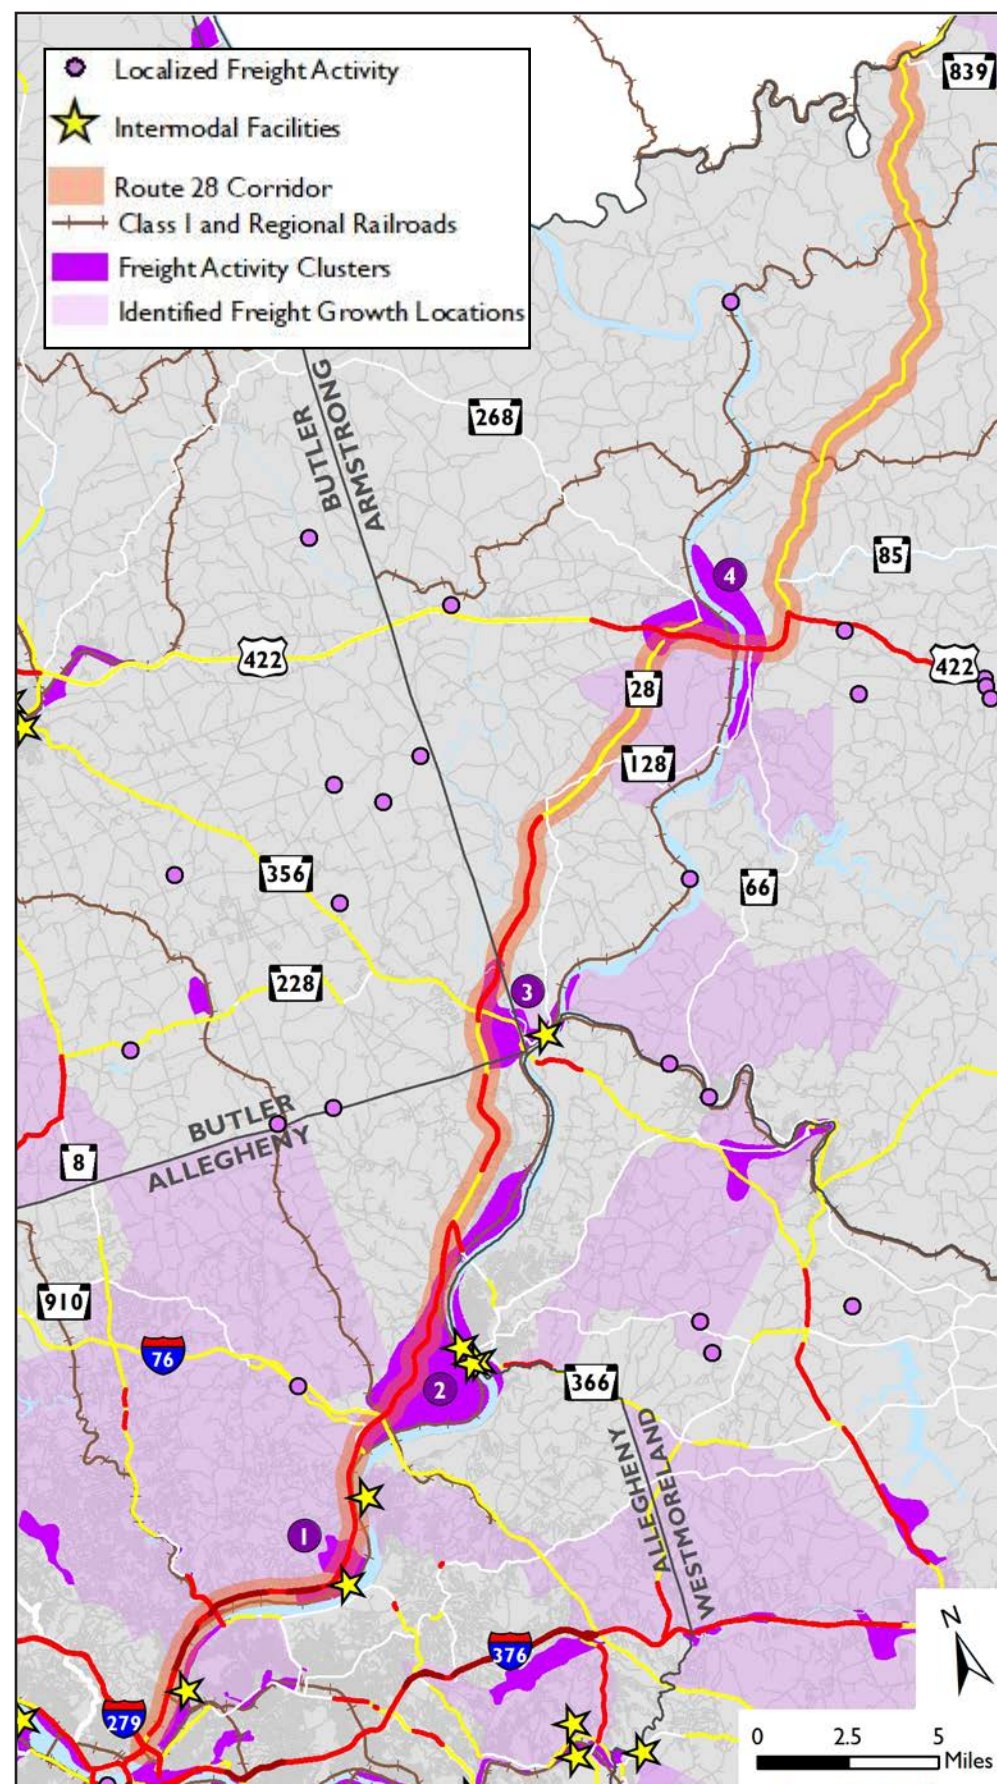 Localized Freight Activity
Intermodal Facilities
Route 28 Corridor
Class I and Regional Railroads
Freight Activity Clusters
Identified Freight Growth Locations
839
BUTLER
ARMSTRONG
268
85
4
422
422
28
128
356
66
228
3
BUTLER
ALLEGHENY
8
910
76
366
2
ALLEGHENY
WESTMORELAND
1
376
279
N
0 2.5 5
Miles